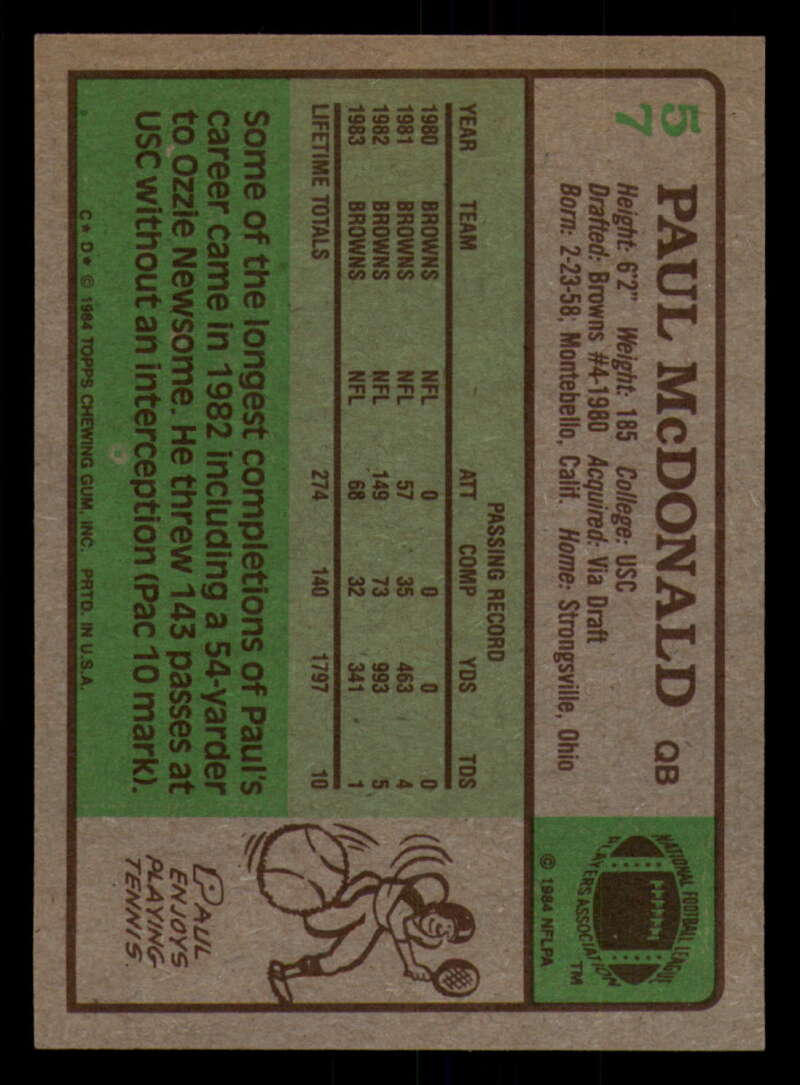 57
PAUL McDONALD QB
Height: 6'2" Weight: 185 College: USC
Drafted: Browns #4-1980 Acquired: Via Draft
Born: 2-23-58, Montebello, Calif. Home: Strongsville, Ohio
NATIONAL FOOTBALL LEAGUE
PLAYERS ASSOCIATION
TM
© 1984 NFLPA
PASSING RECORD
YEAR TEAM ATT COMP YDS TDS
1980 BROWNS NFL 0 0 0 0
1981 BROWNS NFL 57 35 463 4
1982 BROWNS NFL 149 73 993 5
1983 BROWNS NFL 68 32 341 1
LIFETIME TOTALS 274 140 1797 10
Some of the longest completions of Paul's
career came in 1982 including a 54-yarder
to Ozzie Newsome. He threw 143 passes at
USC without an interception (Pac 10 mark).
C★ D★ © 1984 TOPPS CHEWING GUM, INC. PRTD. IN U.S.A.
PAUL
ENJOYS
PLAYING
TENNIS.